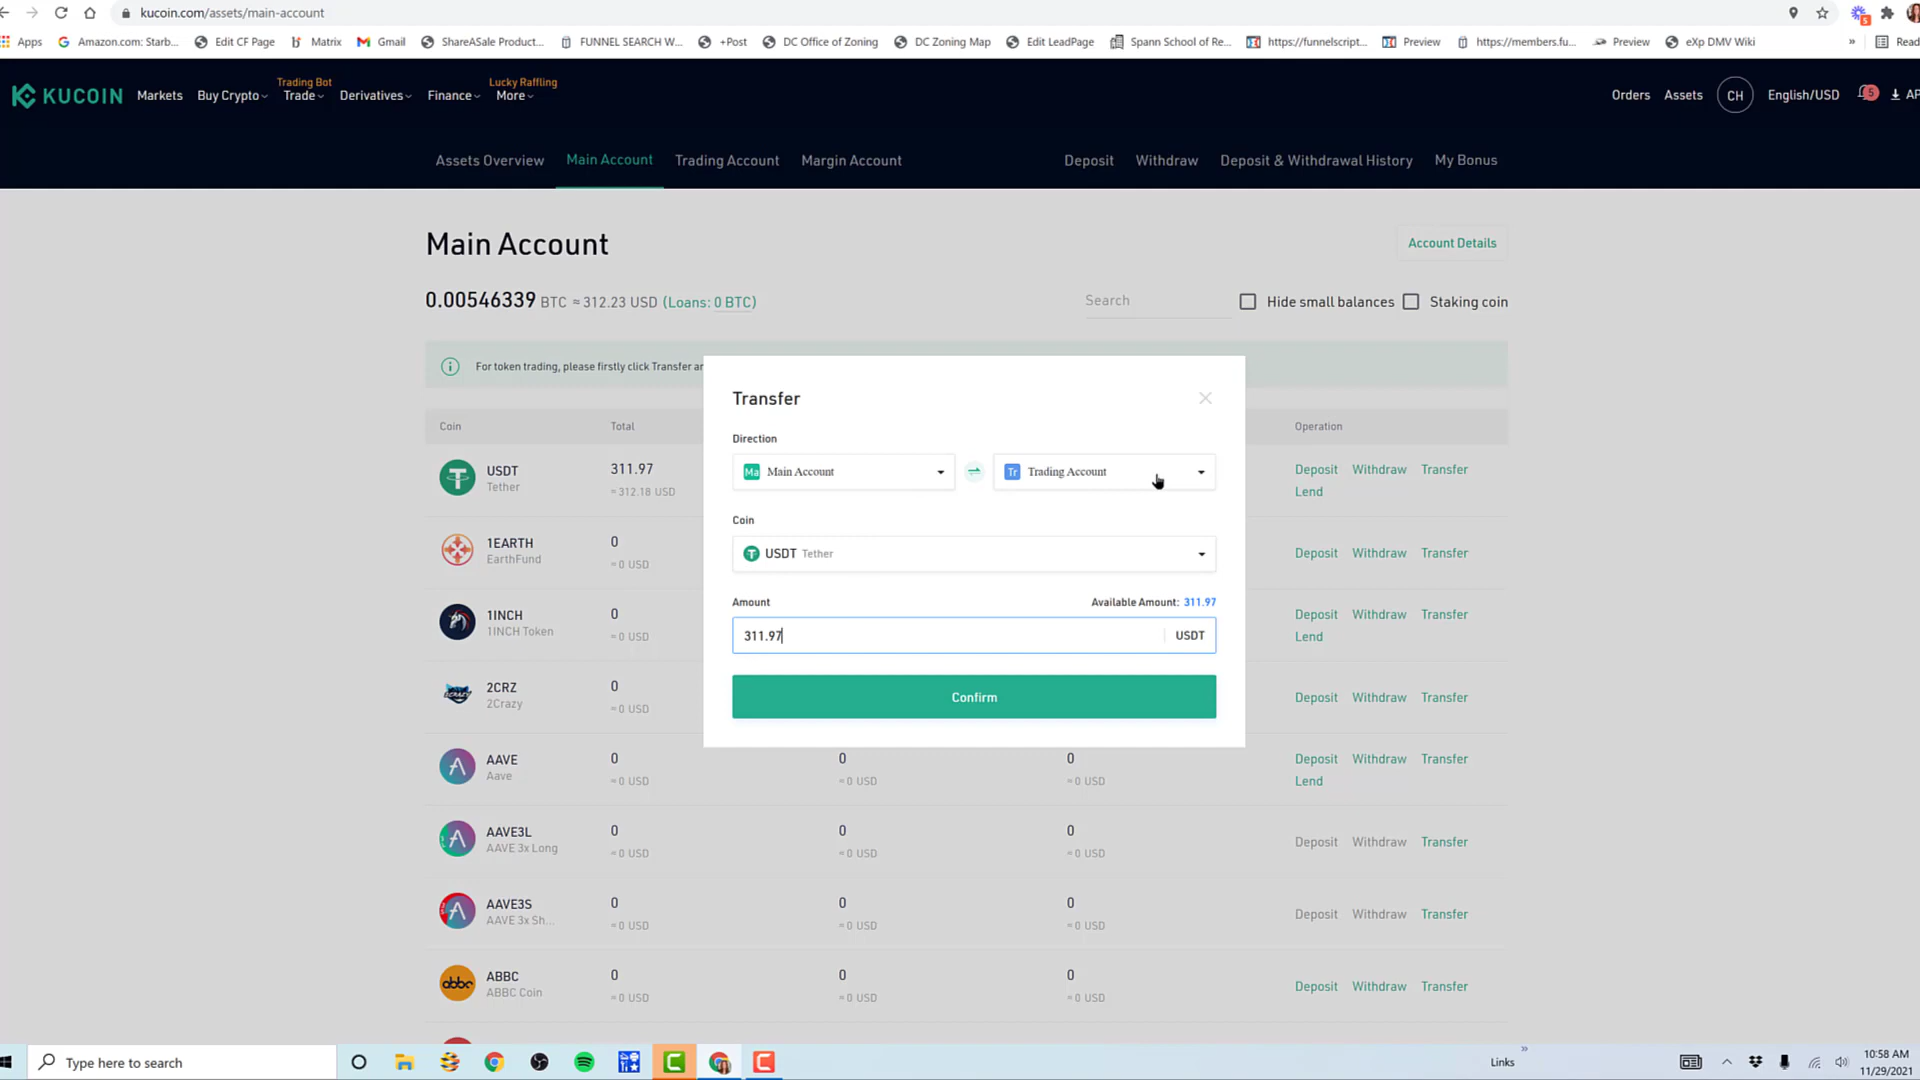 kucoin.com/assets/main-account
5
Apps Amazon.com: Starb... Edit CF Page Matrix Gmail ShareASale Product... FUNNEL SEARCH W... +Post DC Office of Zoning DC Zoning Map Edit LeadPage Spann School of Re... https://funnelscript... Preview https://members.fu... Preview eXp DMV Wiki » Read
Trading Bot Lucky Raffling
KUCOIN Markets Buy Crypto Trade Derivatives Finance More Orders Assets CH English/USD 5 AP
Assets Overview Main Account Trading Account Margin Account Deposit Withdraw Deposit & Withdrawal History My Bonus
Main Account Account Details
0.00546339 BTC ≈ 312.23 USD (Loans: 0 BTC) Search Hide small balances Staking coin
For token trading, please firstly click Transfer ar
Transfer
Direction
Ma Main Account Tr Trading Account
Coin
USDT Tether
Amount Available Amount: 311.97
311.97 USDT
Confirm
Coin Total Operation
USDT 311.97 Deposit Withdraw Transfer
Tether ≈ 312.18 USD Lend
1EARTH 0 Deposit Withdraw Transfer
EarthFund ≈ 0 USD
1INCH 0 Deposit Withdraw Transfer
1INCH Token ≈ 0 USD Lend
2CRZ 0 Deposit Withdraw Transfer
2Crazy ≈ 0 USD
AAVE 0 0 0 Deposit Withdraw Transfer
Aave ≈ 0 USD ≈ 0 USD ≈ 0 USD Lend
AAVE3L 0 0 0 Deposit Withdraw Transfer
AAVE 3x Long ≈ 0 USD ≈ 0 USD ≈ 0 USD
AAVE3S 0 0 0 Deposit Withdraw Transfer
AAVE 3x Sh... ≈ 0 USD ≈ 0 USD ≈ 0 USD
abbc ABBC 0 0 0 Deposit Withdraw Transfer
ABBC Coin ≈ 0 USD ≈ 0 USD ≈ 0 USD
Type here to search Links » 10:58 AM
11/29/2021